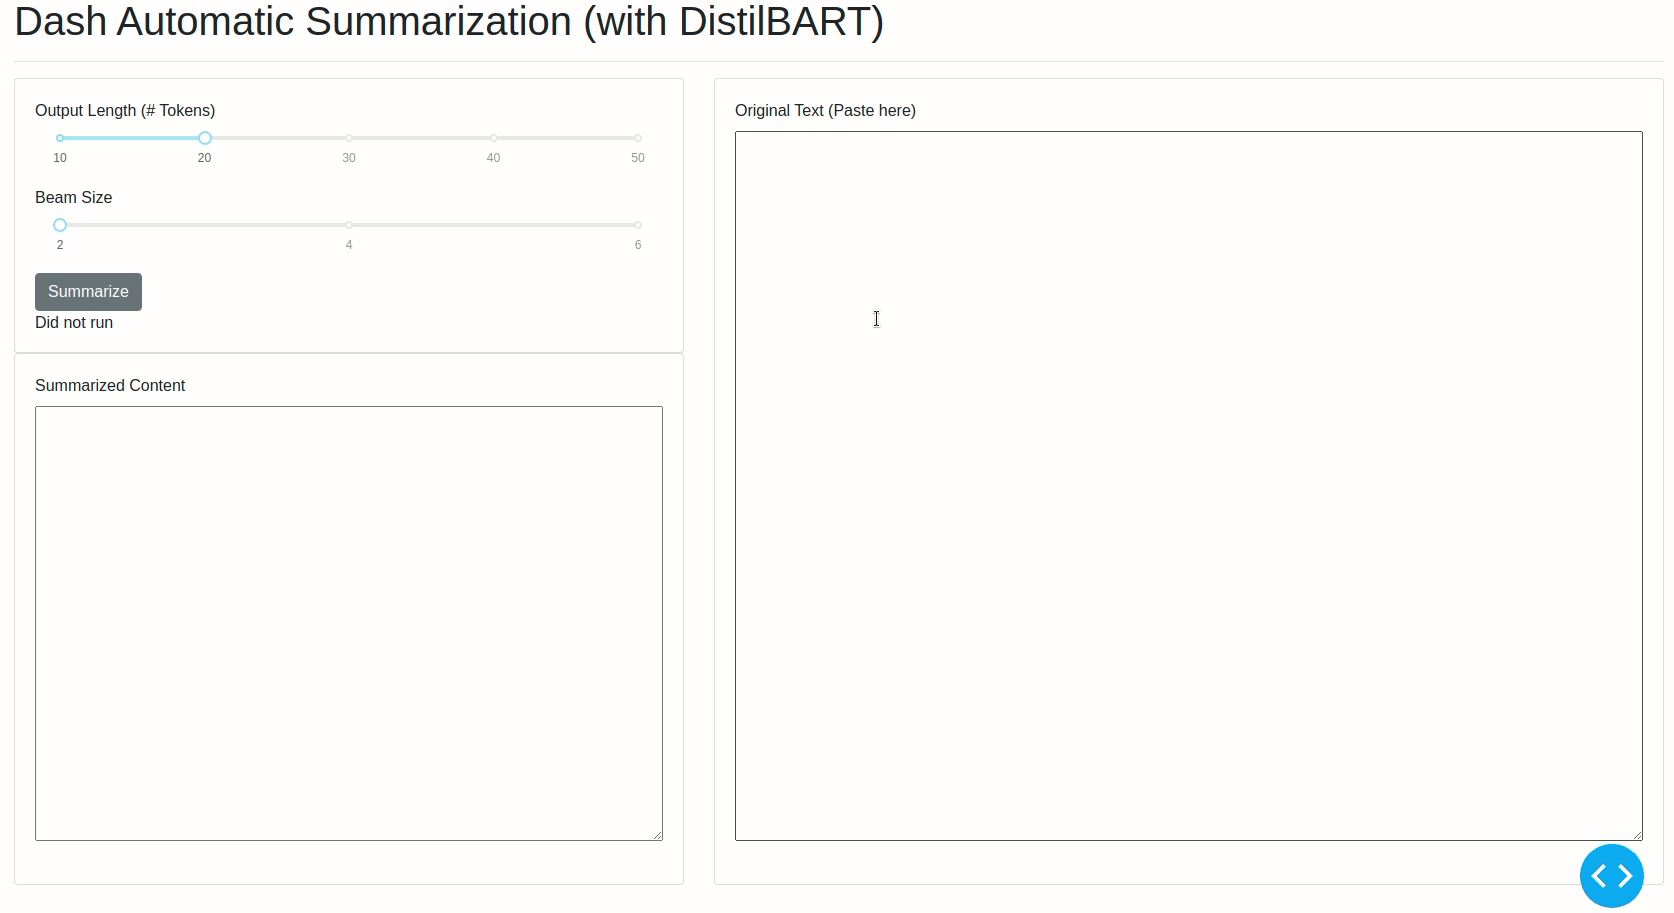 Dash Automatic Summarization (with DistilBART)
Output Length (# Tokens)
10 20 30 40 50
Beam Size
2 4 6
Summarize
Did not run
Summarized Content
Original Text (Paste here)